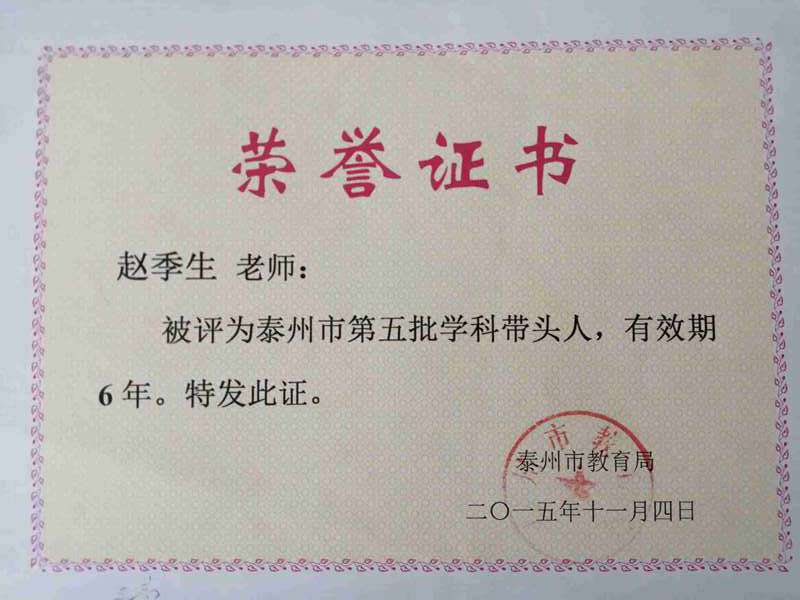 荣誉证书
赵季生 老师：
被评为泰州市第五批学科带头人，有效期
6年。特发此证。
泰州市教育局
二〇一五年十一月四日